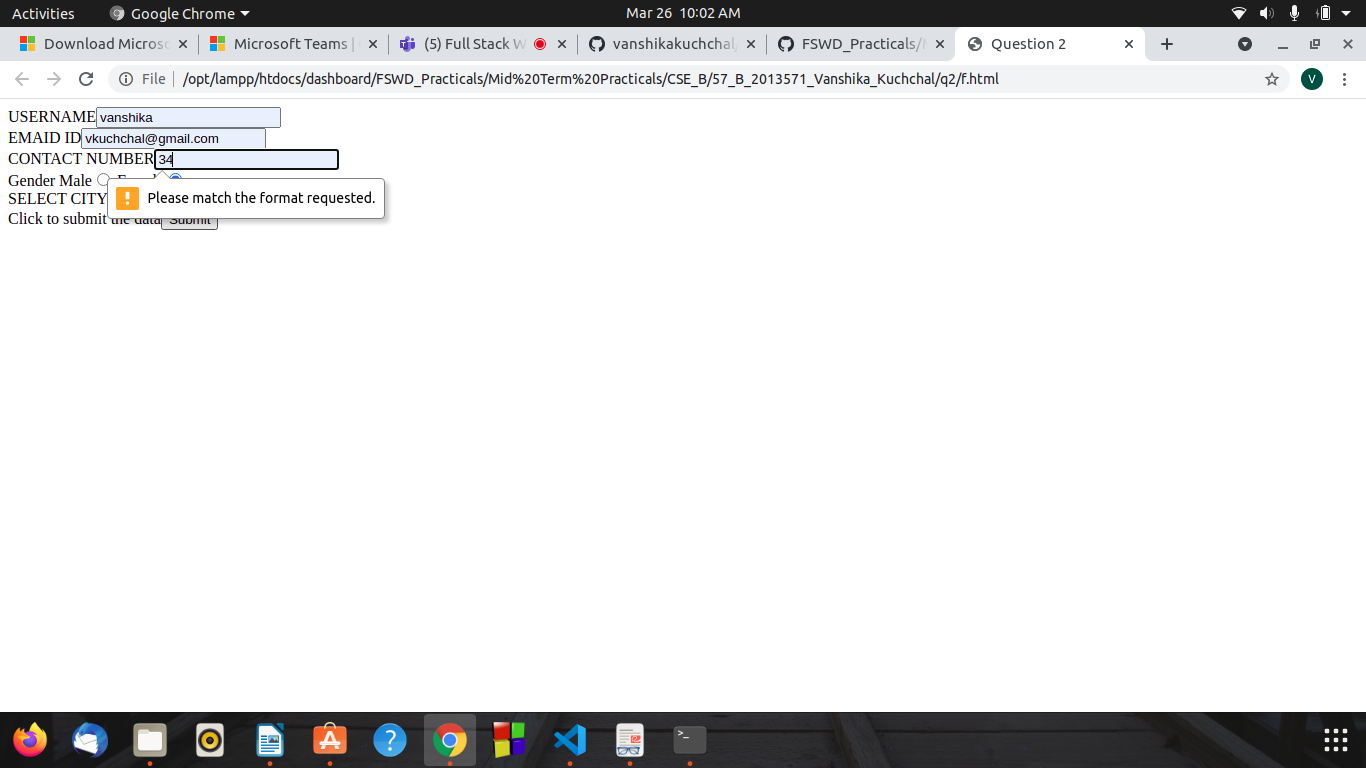 Activities Google Chrome Mar 26 10:02 AM
Download Micros (5) Microsoft Teams | (5) Full Stack W vanshikakuchchal/ FSWD_Practicals/ Question 2
File /opt/lampp/htdocs/dashboard/FSWD_Practicals/Mid%20Term%20Practicals/CSE_B/57_B_2013571_Vanshika_Kuchchal/q2/f.html V
USERNAME vanshika
EMAID ID vkuchchal@gmail.com
CONTACT NUMBER 34
Gender Male
Please match the format requested.
SELECT CITY
Click to submit the data Submit